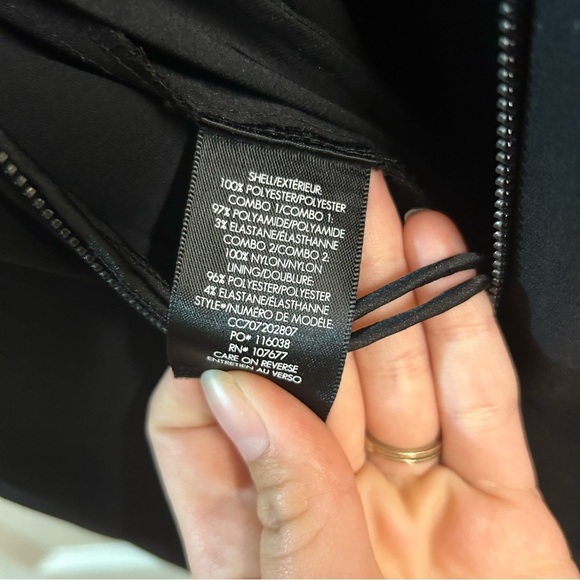 SHELL/EXTÉRIEUR
100% POLYESTER/POLYESTER
COMBO 1/COMBO 1:
97% POLYAMIDE/POLYAMIDE
3% ELASTANE/ÉLASTHANNE
COMBO 2/COMBO 2:
100% NYLON/NYLON
LINING/DOUBLURE:
96% POLYESTER/POLYESTER
4% ELASTANE/ÉLASTHANNE
STYLE#/NUMÉRO DE MODÈLE:
CC707202807
PO# 116038
RN# 107677
CARE ON REVERSE
ENTRETIEN AU VERSO